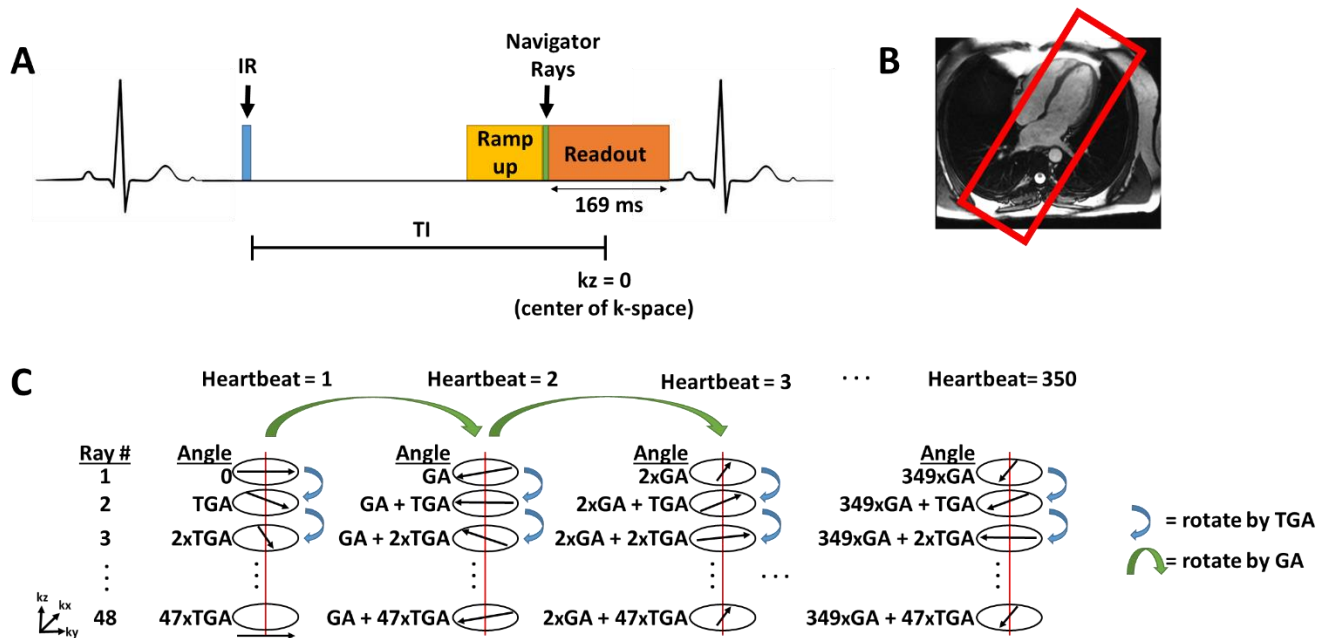 A
IR
Navigator
Rays
Ramp
up
Readout
169 ms
TI
kz = 0
(center of k-space)
B
C
Heartbeat = 1
Heartbeat = 2
Heartbeat = 3
· · ·
Heartbeat= 350
Ray # Angle Angle Angle Angle
1 0 GA 2xGA 349xGA
2 TGA GA + TGA 2xGA + TGA 349xGA + TGA
3 2xTGA GA + 2xTGA 2xGA + 2xTGA 349xGA + 2xTGA
48 47xTGA GA + 47xTGA 2xGA + 47xTGA 349xGA + 47xTGA
= rotate by TGA
= rotate by GA
kz
kx
ky